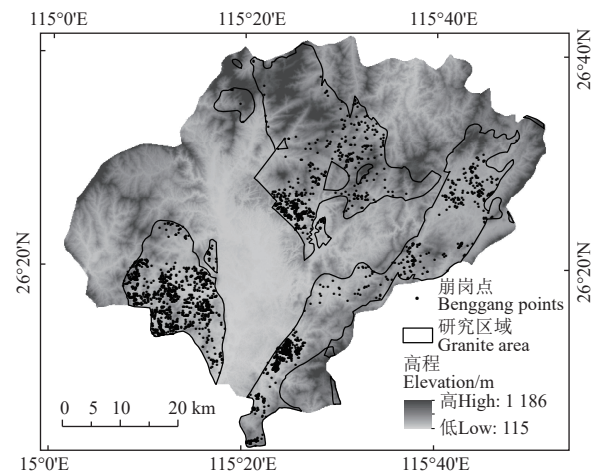 115°0′E 115°20′E 115°40′E
26°40′N
26°20′N
26°20′N
崩岗点
Benggang points
研究区域
Granite area
高程
Elevation/m
高High: 1 186
低Low: 115
0 5 10 20 km
15°0′E 115°20′E 115°40′E